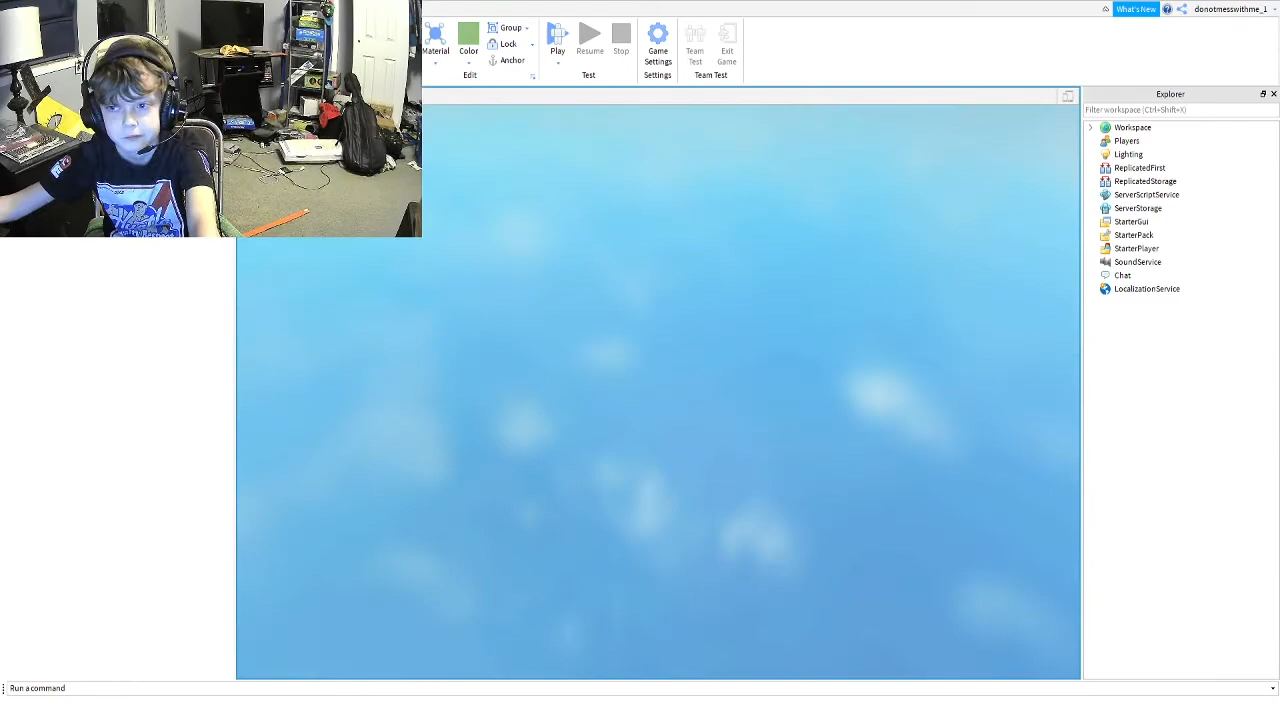 What's New donotmesswithme_1
Material Color Group Lock Anchor Play Resume Stop Game Settings Team Test Exit Game
Edit Test Settings Team Test
Explorer
Filter workspace (Ctrl+Shift+X)
Workspace
Players
Lighting
ReplicatedFirst
ReplicatedStorage
ServerScriptService
ServerStorage
StarterGui
StarterPack
StarterPlayer
SoundService
Chat
LocalizationService
Run a command